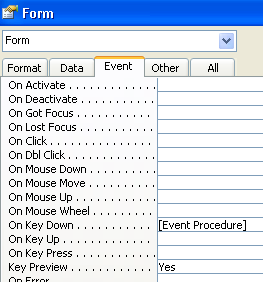 Form
Form
Format Data Event Other All
On Activate . . . . . . . . . . . . .
On Deactivate . . . . . . . . . . .
On Got Focus . . . . . . . . . . .
On Lost Focus . . . . . . . . . . .
On Click . . . . . . . . . . . . . . . .
On Dbl Click . . . . . . . . . . . . .
On Mouse Down . . . . . . . . .
On Mouse Move . . . . . . . . .
On Mouse Up . . . . . . . . . . . .
On Mouse Wheel . . . . . . . . .
On Key Down . . . . . . . . . . . . [Event Procedure]
On Key Up . . . . . . . . . . . . . .
On Key Press . . . . . . . . . . . .
Key Preview . . . . . . . . . . . . . Yes
On Error